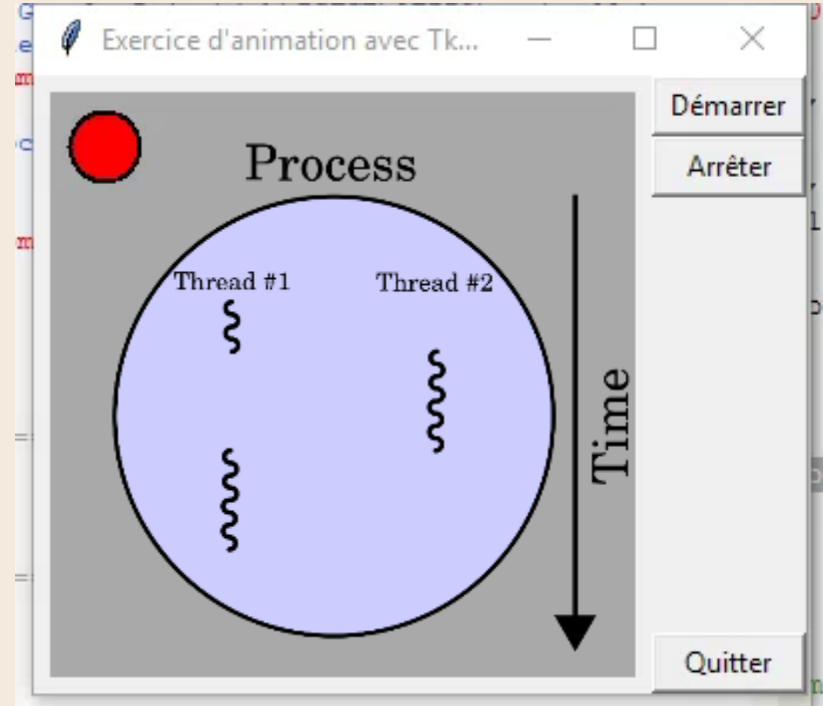 Exercice d'animation avec Tk...
Démarrer
Arrêter
Process
Thread #1
Thread #2
Time
Quitter